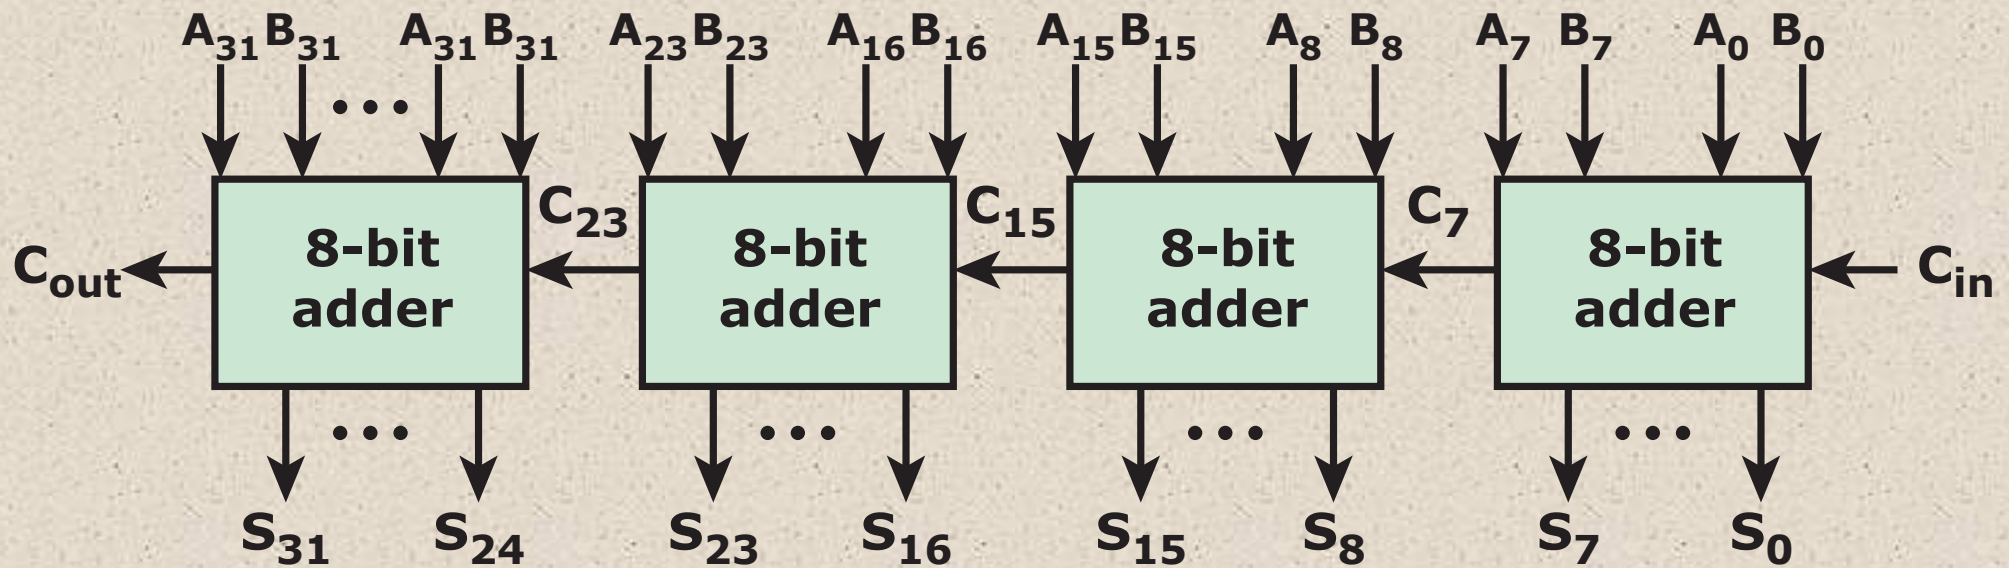 A31 B31 A31 B31 A23 B23 A16 B16 A15 B15 A8 B8 A7 B7 A0 B0
C23 C15 C7
Cout 8-bit adder 8-bit adder 8-bit adder 8-bit adder Cin
S31 S24 S23 S16 S15 S8 S7 S0